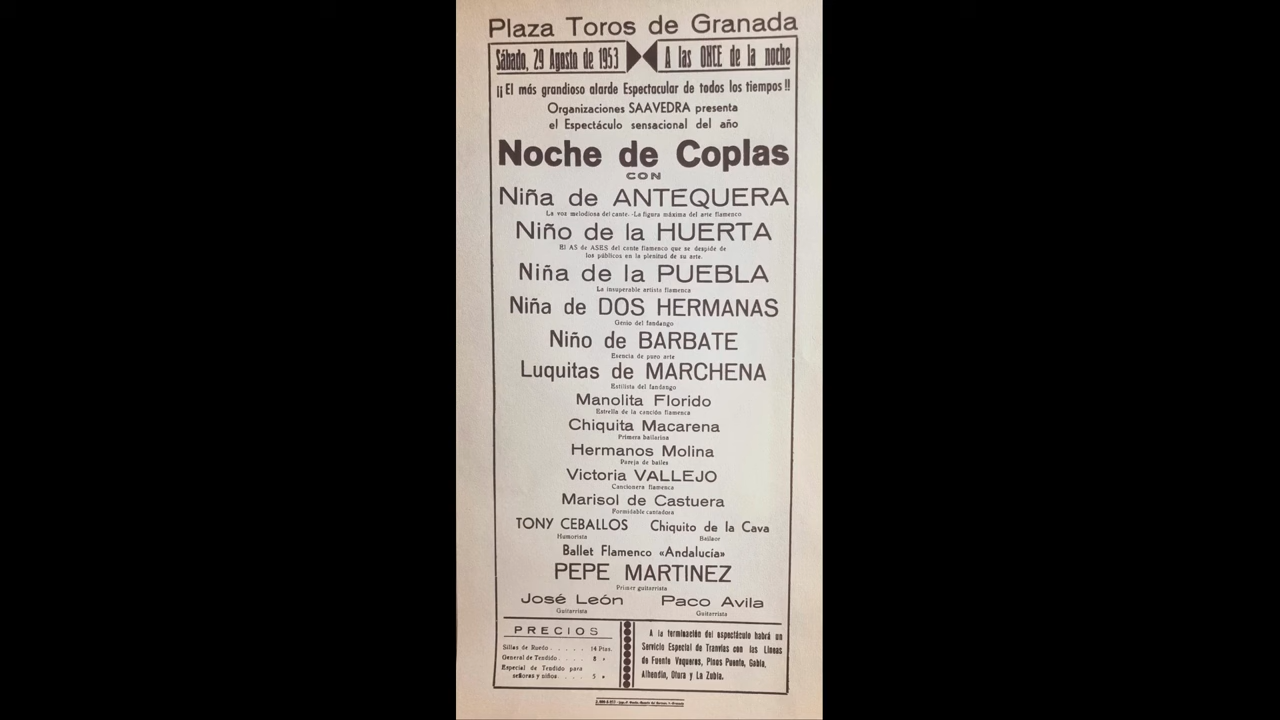 Plaza Toros de Granada
Sábado, 29 Agosto de 1953 A las ONCE de la noche
¡¡El más grandioso alarde Espectacular de todos los tiempos!!
Organizaciones SAAVEDRA presenta
el Espectáculo sensacional del año
Noche de Coplas
CON
Niña de ANTEQUERA
La voz melodiosa del cante.-La figura máxima del arte flamenco
Niño de la HUERTA
El AS de ASES del cante flamenco que se despide de
los públicos en la plenitud de su arte.
Niña de la PUEBLA
La insuperable artista flamenca
Niña de DOS HERMANAS
Genio del fandango
Niño de BARBATE
Esencia de puro arte
Luquitas de MARCHENA
Estilista del fandango
Manolita Florido
Estrella de la canción flamenca
Chiquita Macarena
Primera bailarina
Hermanos Molina
Pareja de bailes
Victoria VALLEJO
Cancionera flamenca
Marisol de Castuera
Formidable cantadora
TONY CEBALLOS Chiquito de la Cava
Humorista Bailaor
Ballet Flamenco «Andalucía»
PEPE MARTINEZ
Primer guitarrista
José León Paco Avila
Guitarrista Guitarrista
PRECIOS
Sillas de Ruedo . . . . . 14 Ptas.
General de Tendido . . . . 8 »
Especial de Tendido para
señoras y niños. . . . 5 »
A la terminación del espectáculo habrá un
Servicio Especial de Tranvías con las Líneas
de Fuente Vaqueros, Pinos Puente, Gabia,
Alhendín, Otura y La Zubia.